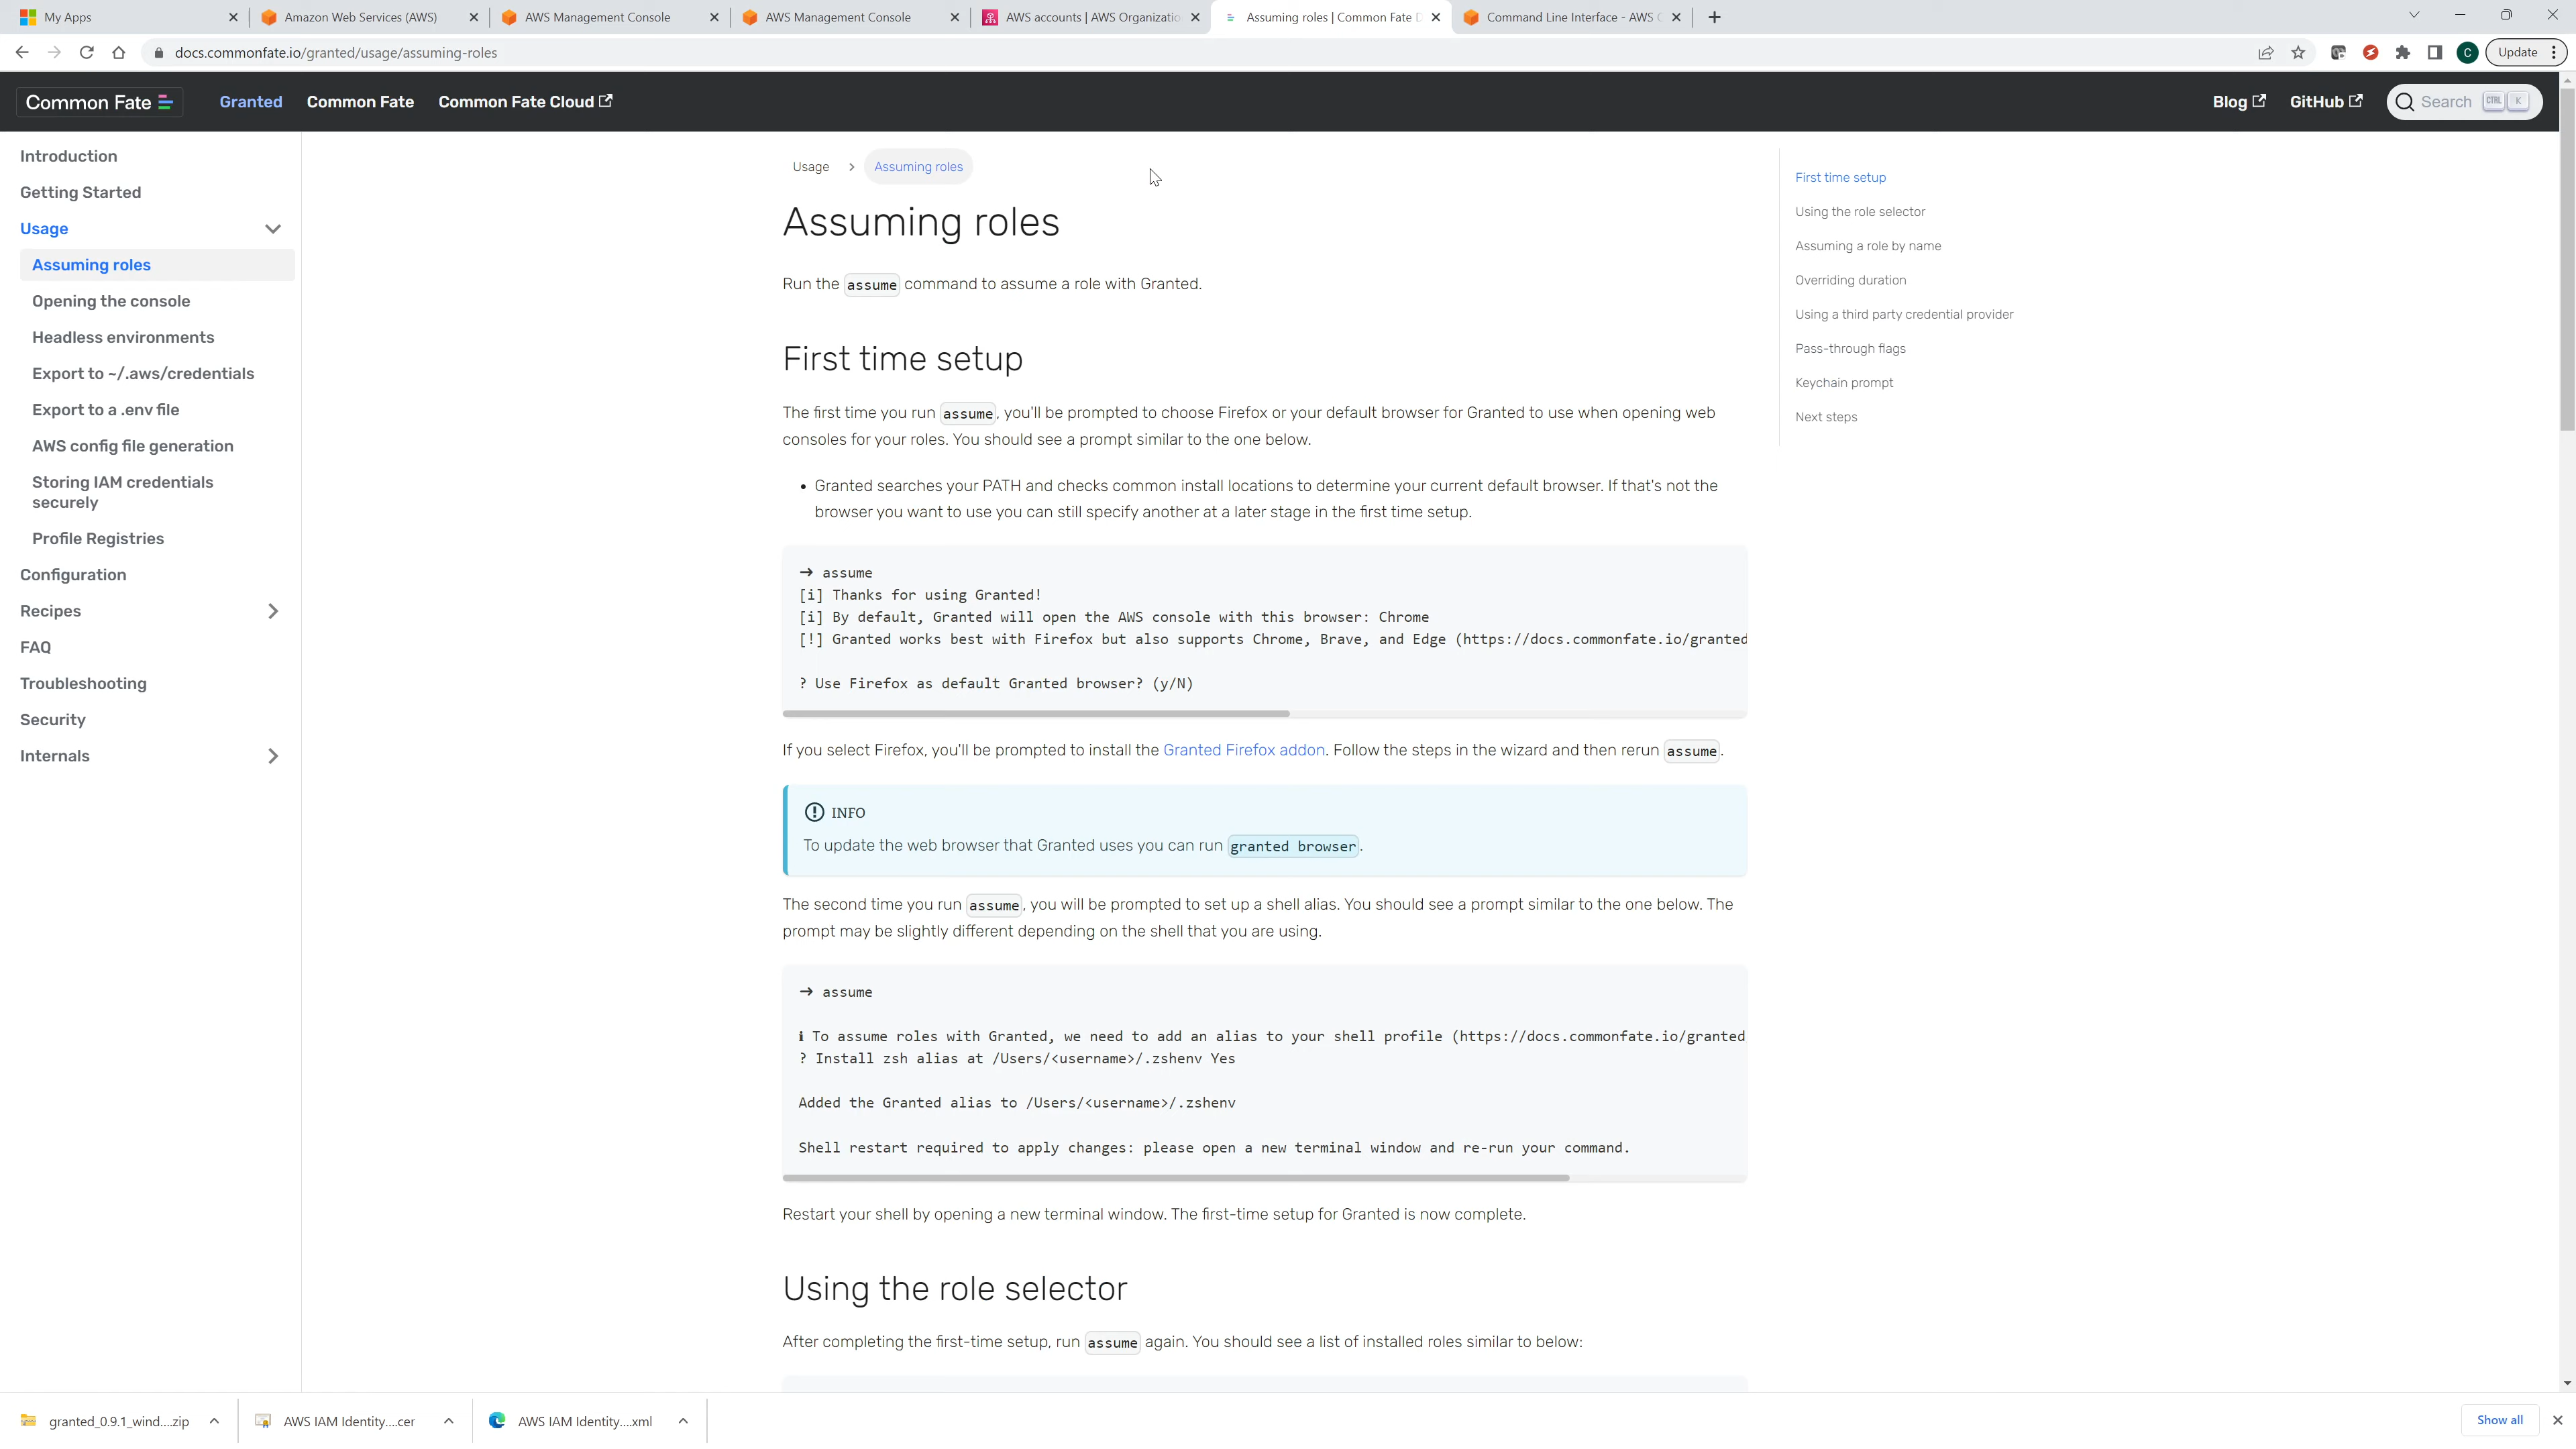 My Apps
Amazon Web Services (AWS)
AWS Management Console
AWS Management Console
AWS accounts | AWS Organizatio
Assuming roles | Common Fate D
Command Line Interface - AWS C
docs.commonfate.io/granted/usage/assuming-roles
C
Update
Common Fate
Granted
Common Fate
Common Fate Cloud
Blog
GitHub
Search
CTRL
K
Introduction
Getting Started
Usage
Assuming roles
Opening the console
Headless environments
Export to ~/.aws/credentials
Export to a .env file
AWS config file generation
Storing IAM credentials
securely
Profile Registries
Configuration
Recipes
FAQ
Troubleshooting
Security
Internals
Usage
Assuming roles
Assuming roles
Run the assume command to assume a role with Granted.
First time setup
The first time you run assume, you'll be prompted to choose Firefox or your default browser for Granted to use when opening web
consoles for your roles. You should see a prompt similar to the one below.
• Granted searches your PATH and checks common install locations to determine your current default browser. If that's not the
browser you want to use you can still specify another at a later stage in the first time setup.
→ assume
[i] Thanks for using Granted!
[i] By default, Granted will open the AWS console with this browser: Chrome
[!] Granted works best with Firefox but also supports Chrome, Brave, and Edge (https://docs.commonfate.io/granted
? Use Firefox as default Granted browser? (y/N)
If you select Firefox, you'll be prompted to install the Granted Firefox addon. Follow the steps in the wizard and then rerun assume.
INFO
To update the web browser that Granted uses you can run granted browser.
The second time you run assume, you will be prompted to set up a shell alias. You should see a prompt similar to the one below. The
prompt may be slightly different depending on the shell that you are using.
→ assume
ℹ To assume roles with Granted, we need to add an alias to your shell profile (https://docs.commonfate.io/granted
? Install zsh alias at /Users/<username>/.zshenv Yes
Added the Granted alias to /Users/<username>/.zshenv
Shell restart required to apply changes: please open a new terminal window and re-run your command.
Restart your shell by opening a new terminal window. The first-time setup for Granted is now complete.
Using the role selector
After completing the first-time setup, run assume again. You should see a list of installed roles similar to below:
First time setup
Using the role selector
Assuming a role by name
Overriding duration
Using a third party credential provider
Pass-through flags
Keychain prompt
Next steps
granted_0.9.1_wind....zip
AWS IAM Identity....cer
AWS IAM Identity....xml
Show all